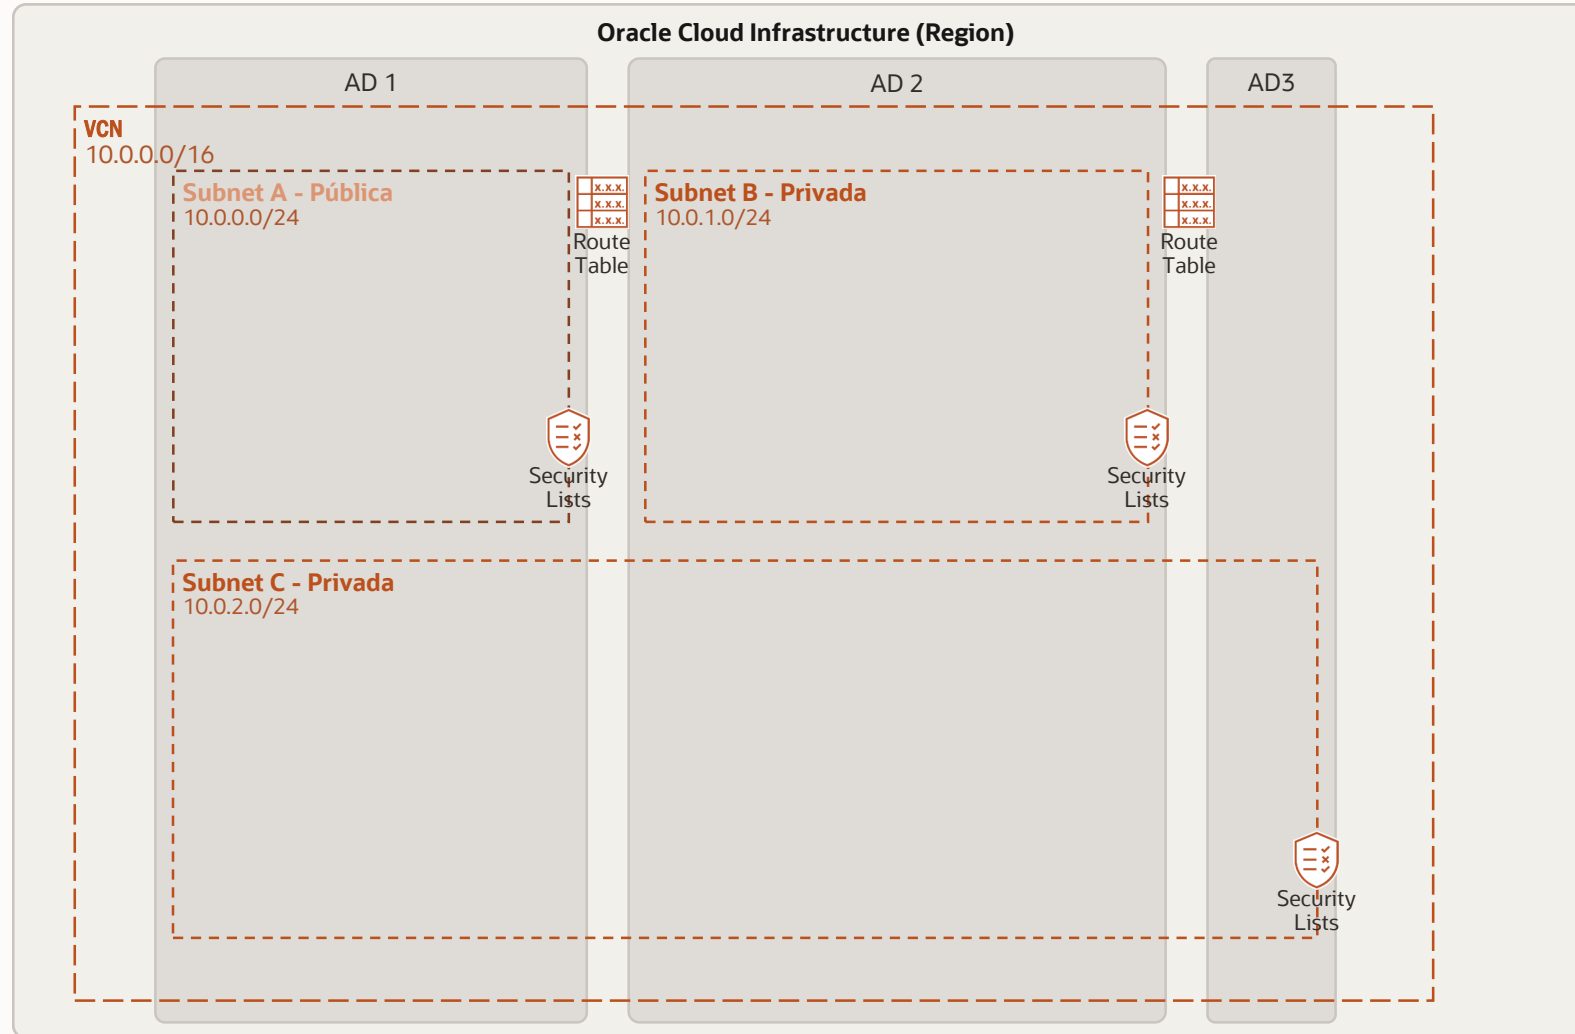 Oracle Cloud Infrastructure (Region)
AD 1
AD 2
AD3
VCN
10.0.0.0/16
Subnet A - Pública
10.0.0.0/24
x.x.x.
x.x.x.
x.x.x.
Route
Table
Subnet B - Privada
10.0.1.0/24
x.x.x.
x.x.x.
x.x.x.
Route
Table
Security
Lists
Security
Lists
Subnet C - Privada
10.0.2.0/24
Security
Lists